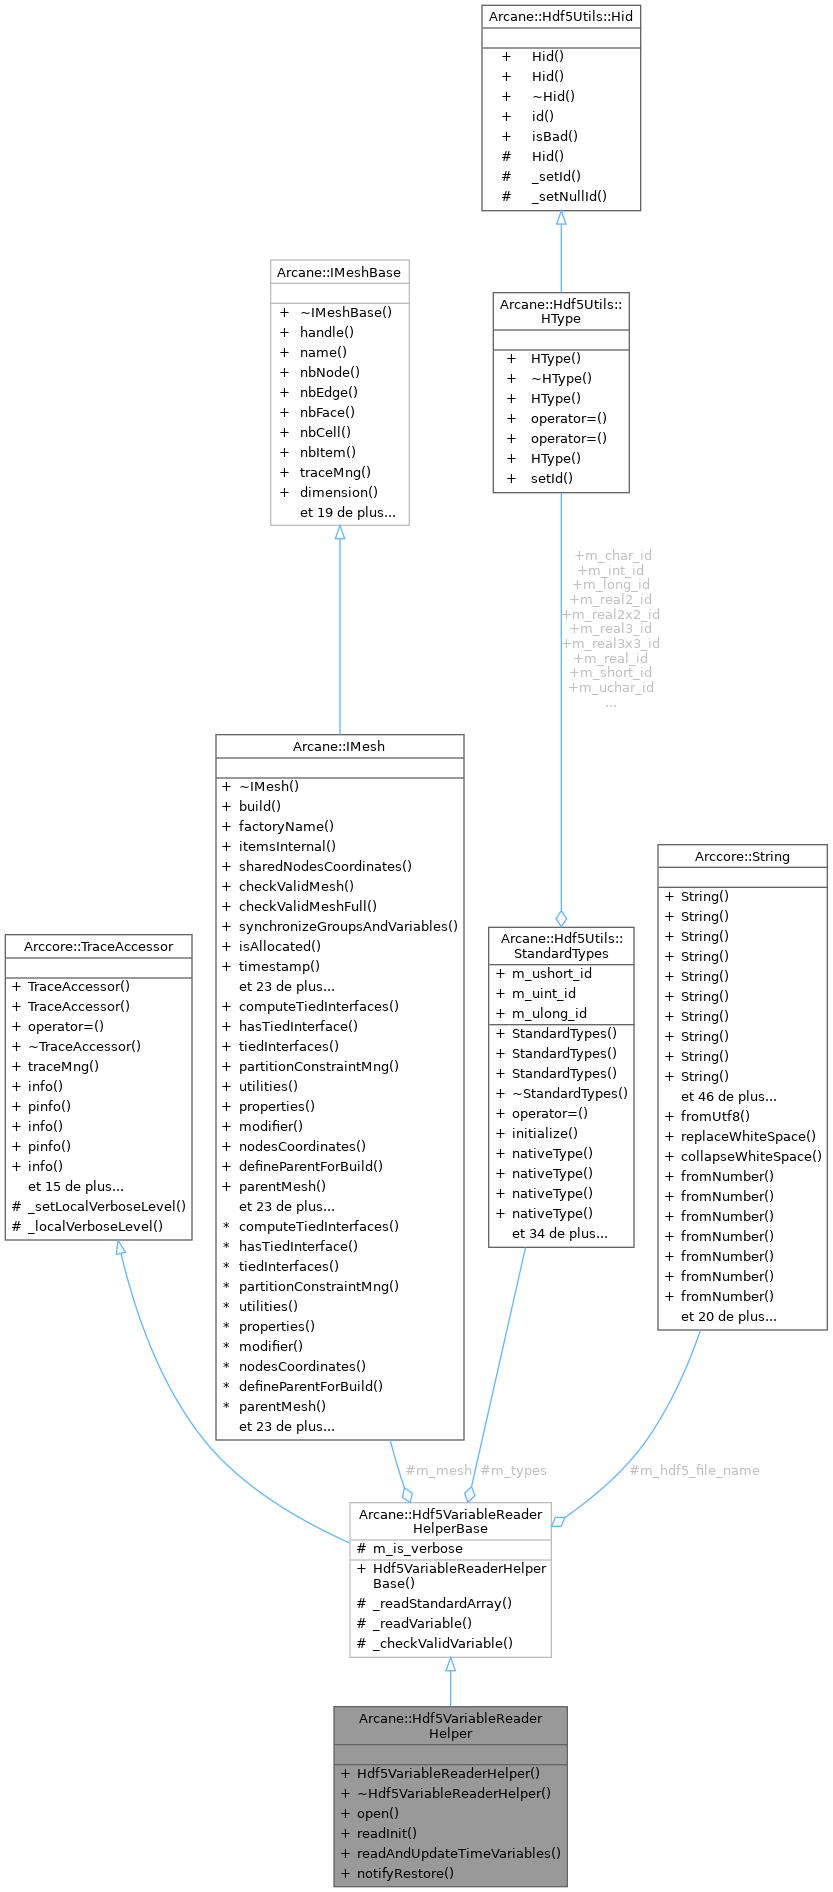 Arcane::Hdf5Utils::Hid
+ Hid()
+ Hid()
+ ~Hid()
+ id()
+ isBad()
# Hid()
# _setId()
# _setNullId()
Arcane::IMeshBase
+ ~IMeshBase()
+ handle()
+ name()
+ nbNode()
+ nbEdge()
+ nbFace()
+ nbCell()
+ nbItem()
+ traceMng()
+ dimension()
et 19 de plus...
Arcane::Hdf5Utils::
HType
+ HType()
+ ~HType()
+ HType()
+ operator=()
+ operator=()
+ HType()
+ setId()
+m_char_id
+m_int_id
+m_long_id
+m_real2_id
+m_real2x2_id
+m_real3_id
+m_real3x3_id
+m_real_id
+m_short_id
+m_uchar_id
...
Arcane::IMesh
+ ~IMesh()
+ build()
+ factoryName()
+ itemsInternal()
+ sharedNodesCoordinates()
+ checkValidMesh()
+ checkValidMeshFull()
+ synchronizeGroupsAndVariables()
+ isAllocated()
+ timestamp()
et 23 de plus...
+ computeTiedInterfaces()
+ hasTiedInterface()
+ tiedInterfaces()
+ partitionConstraintMng()
+ utilities()
+ properties()
+ modifier()
+ nodesCoordinates()
+ defineParentForBuild()
+ parentMesh()
et 23 de plus...
* computeTiedInterfaces()
* hasTiedInterface()
* tiedInterfaces()
* partitionConstraintMng()
* utilities()
* properties()
* modifier()
* nodesCoordinates()
* defineParentForBuild()
* parentMesh()
et 23 de plus...
Arccore::TraceAccessor
+ TraceAccessor()
+ TraceAccessor()
+ operator=()
+ ~TraceAccessor()
+ traceMng()
+ info()
+ pinfo()
+ info()
+ pinfo()
+ info()
et 15 de plus...
# _setLocalVerboseLevel()
# _localVerboseLevel()
Arcane::Hdf5Utils::
StandardTypes
+ m_ushort_id
+ m_uint_id
+ m_ulong_id
+ StandardTypes()
+ StandardTypes()
+ StandardTypes()
+ ~StandardTypes()
+ operator=()
+ initialize()
+ nativeType()
+ nativeType()
+ nativeType()
+ nativeType()
et 34 de plus...
Arccore::String
+ String()
+ String()
+ String()
+ String()
+ String()
+ String()
+ String()
+ String()
+ String()
+ String()
et 46 de plus...
+ fromUtf8()
+ replaceWhiteSpace()
+ collapseWhiteSpace()
+ fromNumber()
+ fromNumber()
+ fromNumber()
+ fromNumber()
+ fromNumber()
+ fromNumber()
+ fromNumber()
et 20 de plus...
#m_mesh
#m_types
#m_hdf5_file_name
Arcane::Hdf5VariableReader
HelperBase
# m_is_verbose
+ Hdf5VariableReaderHelper
Base()
# _readStandardArray()
# _readVariable()
# _checkValidVariable()
Arcane::Hdf5VariableReader
Helper
+ Hdf5VariableReaderHelper()
+ ~Hdf5VariableReaderHelper()
+ open()
+ readInit()
+ readAndUpdateTimeVariables()
+ notifyRestore()